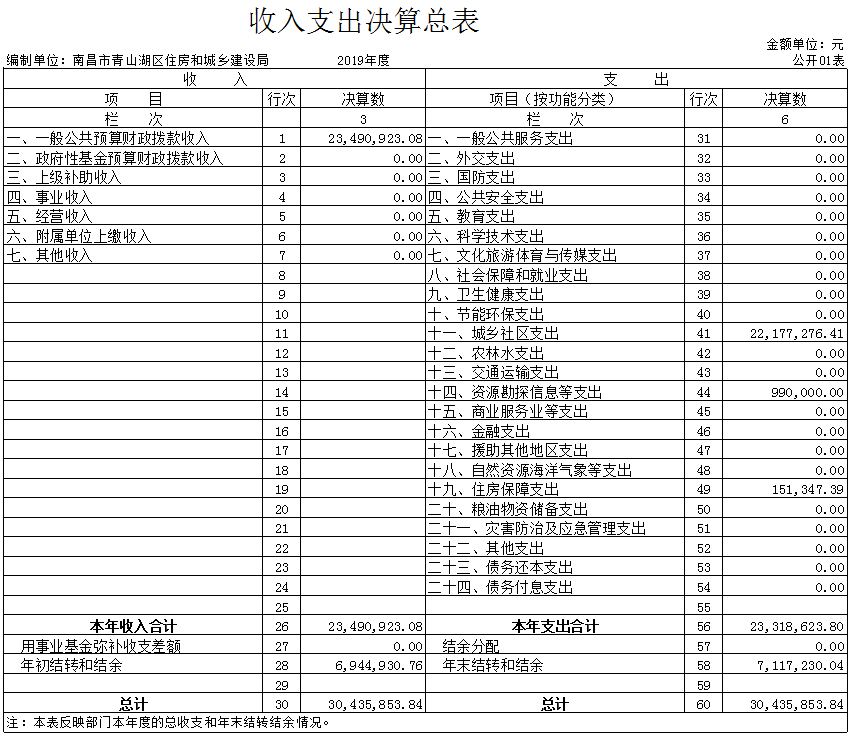 收入支出决算总表
金额单位：元
编制单位：南昌市青山湖区住房和城乡建设局 2019年度 公开01表
收 入 支 出
项 目 行次 决算数 项目（按功能分类） 行次 决算数
栏 次 3 栏 次 6
一、一般公共预算财政拨款收入 1 23,490,923.08 一、一般公共服务支出 31 0.00
二、政府性基金预算财政拨款收入 2 0.00 二、外交支出 32 0.00
三、上级补助收入 3 0.00 三、国防支出 33 0.00
四、事业收入 4 0.00 四、公共安全支出 34 0.00
五、经营收入 5 0.00 五、教育支出 35 0.00
六、附属单位上缴收入 6 0.00 六、科学技术支出 36 0.00
七、其他收入 7 0.00 七、文化旅游体育与传媒支出 37 0.00
8 八、社会保障和就业支出 38 0.00
9 九、卫生健康支出 39 0.00
10 十、节能环保支出 40 0.00
11 十一、城乡社区支出 41 22,177,276.41
12 十二、农林水支出 42 0.00
13 十三、交通运输支出 43 0.00
14 十四、资源勘探信息等支出 44 990,000.00
15 十五、商业服务业等支出 45 0.00
16 十六、金融支出 46 0.00
17 十七、援助其他地区支出 47 0.00
18 十八、自然资源海洋气象等支出 48 0.00
19 十九、住房保障支出 49 151,347.39
20 二十、粮油物资储备支出 50 0.00
21 二十一、灾害防治及应急管理支出 51 0.00
22 二十二、其他支出 52 0.00
23 二十三、债务还本支出 53 0.00
24 二十四、债务付息支出 54 0.00
25 55
本年收入合计 26 23,490,923.08 本年支出合计 56 23,318,623.80
用事业基金弥补收支差额 27 0.00 结余分配 57 0.00
年初结转和结余 28 6,944,930.76 年末结转和结余 58 7,117,230.04
29 59
总计 30 30,435,853.84 总计 60 30,435,853.84
注：本表反映部门本年度的总收支和年末结转结余情况。